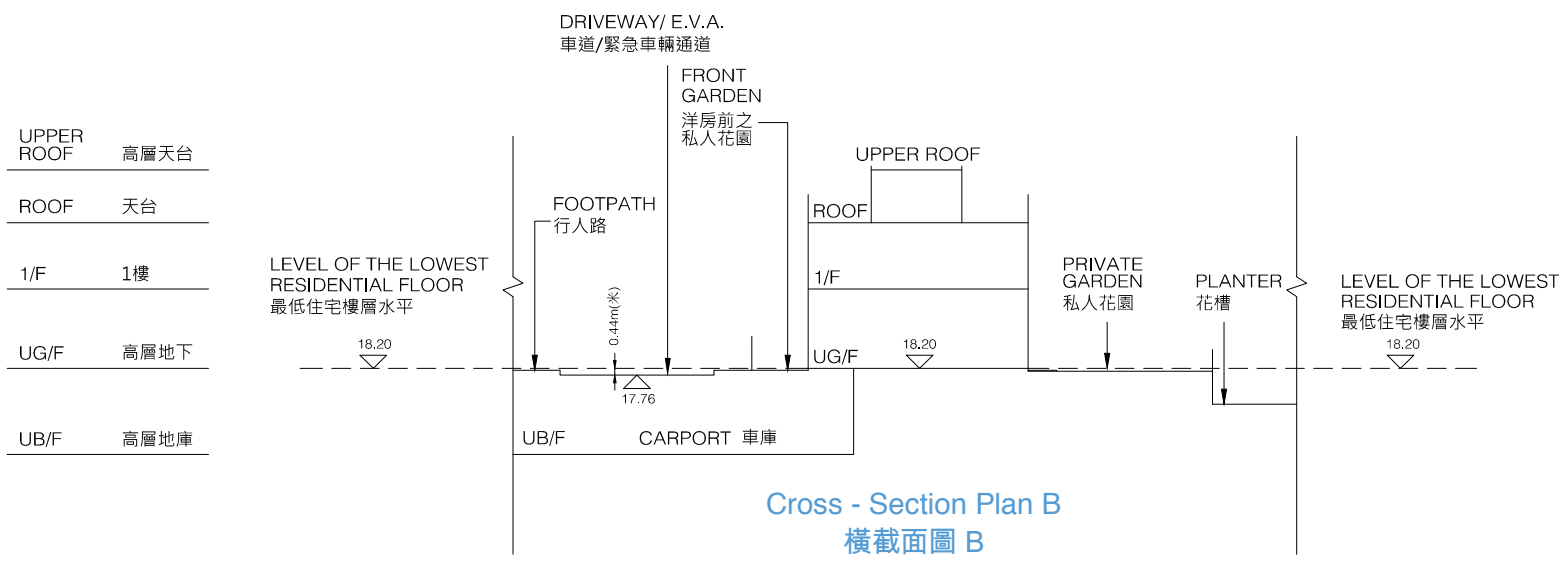 DRIVEWAY/ E.V.A.
車道/緊急車輛通道
FRONT
GARDEN
洋房前之
私人花園
UPPER
ROOF 高層天台
UPPER ROOF
ROOF 天台
FOOTPATH
行人路
ROOF
1/F 1樓
LEVEL OF THE LOWEST
RESIDENTIAL FLOOR
最低住宅樓層水平
0.44m(米)
1/F
PRIVATE
GARDEN
私人花園
PLANTER
花槽
LEVEL OF THE LOWEST
RESIDENTIAL FLOOR
最低住宅樓層水平
UG/F 高層地下
18.20
UG/F
18.20
18.20
17.76
UB/F 高層地庫
UB/F CARPORT 車庫
Cross - Section Plan B
橫截面圖 B